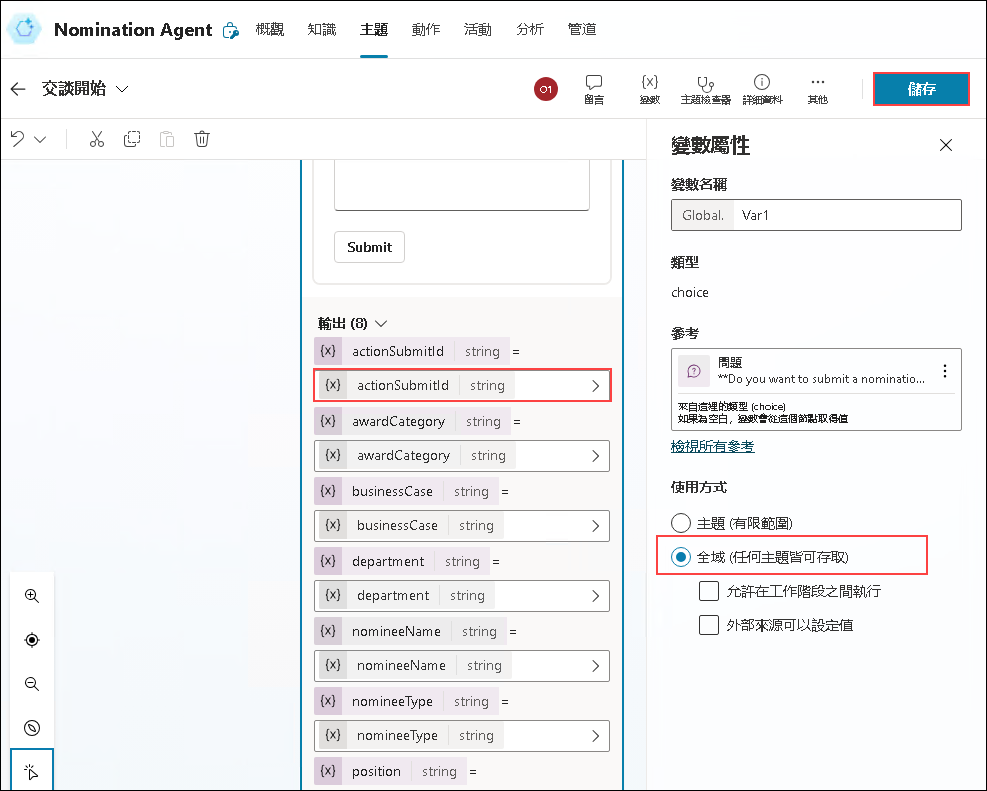 Nomination Agent 概觀 知識 主題 動作 活動 分析 管道
交談開始 01 留言 {x} 變數 主題檢查器 詳細資料 其他 儲存
變數屬性
變數名稱
Global. Var1
類型
choice
參考
問題
**Do you want to submit a nominatio...
來自這裡的類型 (choice)
如果為空白，變數會從這個節點取得值
檢視所有參考
使用方式
主題 (有限範圍)
全域 (任何主題皆可存取)
允許在工作階段之間執行
外部來源可以設定值
Submit
輸出 (8)
{x} actionSubmitId string =
{x} actionSubmitId string
{x} awardCategory string =
{x} awardCategory string
{x} businessCase string =
{x} businessCase string
{x} department string =
{x} department string
{x} nomineeName string =
{x} nomineeName string
{x} nomineeType string =
{x} nomineeType string
{x} position string =